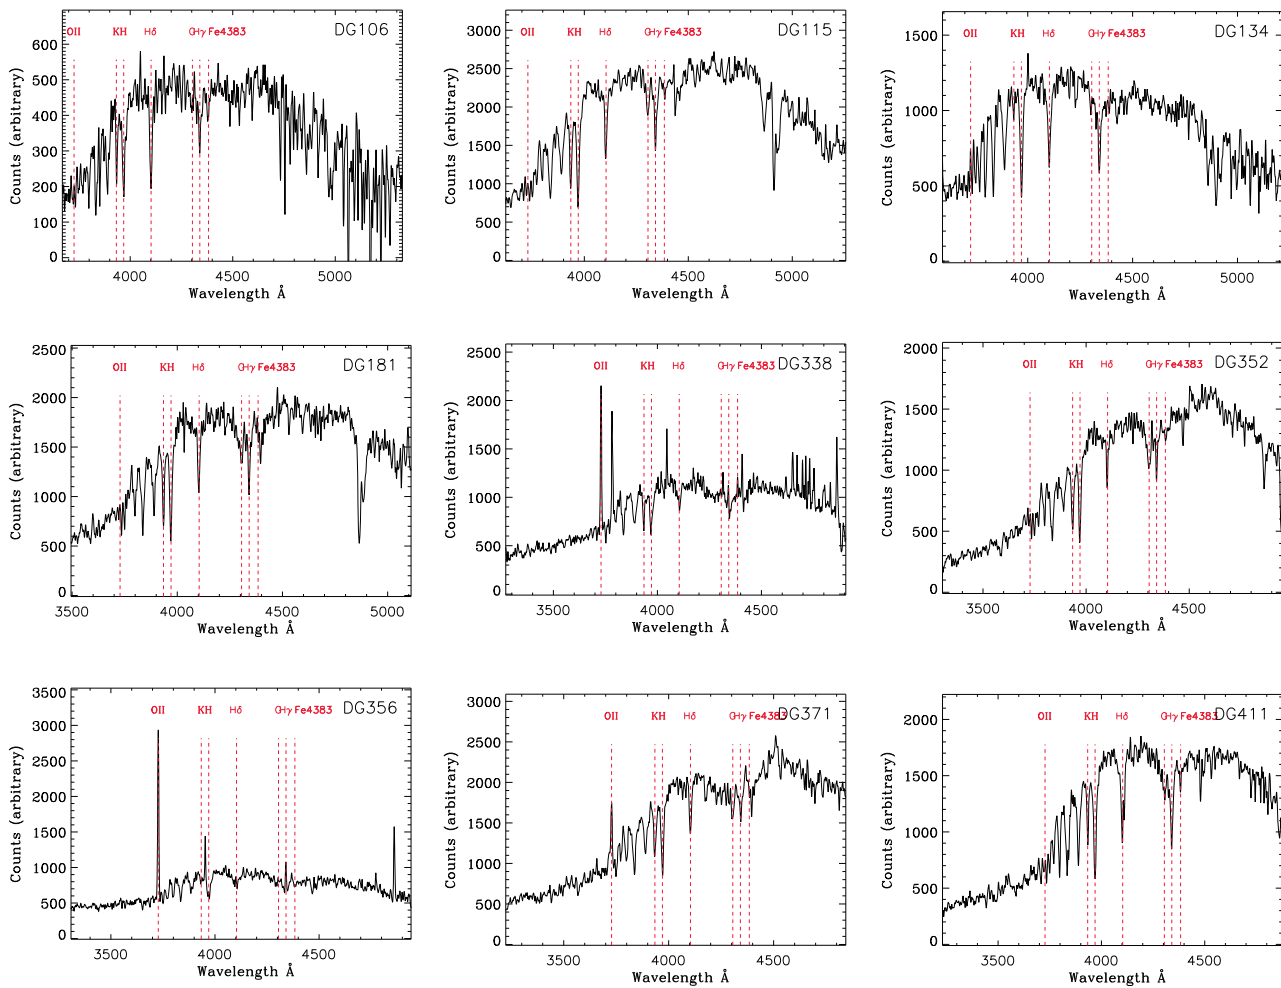 OII KH Hδ GHγ Fe4383 DG106
Counts (arbitrary)
600
500
400
300
200
100
0
4000 4500 5000
Wavelength Å
OII KH Hδ GHγ Fe4383 DG115
Counts (arbitrary)
3000
2500
2000
1500
1000
500
0
4000 4500 5000
Wavelength Å
OII KH Hδ GHγ Fe4383 DG134
Counts (arbitrary)
1500
1000
500
0
4000 4500 5000
Wavelength Å
OII KH Hδ GHγ Fe4383 DG181
Counts (arbitrary)
2500
2000
1500
1000
500
0
3500 4000 4500 5000
Wavelength Å
OII KH Hδ GHγ Fe4383 DG338
Counts (arbitrary)
2500
2000
1500
1000
500
0
3500 4000 4500
Wavelength Å
OII KH Hδ GHγ Fe4383 DG352
Counts (arbitrary)
2000
1500
1000
500
0
3500 4000 4500
Wavelength Å
OII KH Hδ GHγ Fe4383 DG356
Counts (arbitrary)
3500
3000
2500
2000
1500
1000
500
0
3500 4000 4500
Wavelength Å
OII KH Hδ GHγ Fe4383 DG371
Counts (arbitrary)
3000
2500
2000
1500
1000
500
0
3500 4000 4500
Wavelength Å
OII KH Hδ GHγ Fe4383 DG411
Counts (arbitrary)
2000
1500
1000
500
0
3500 4000 4500
Wavelength Å